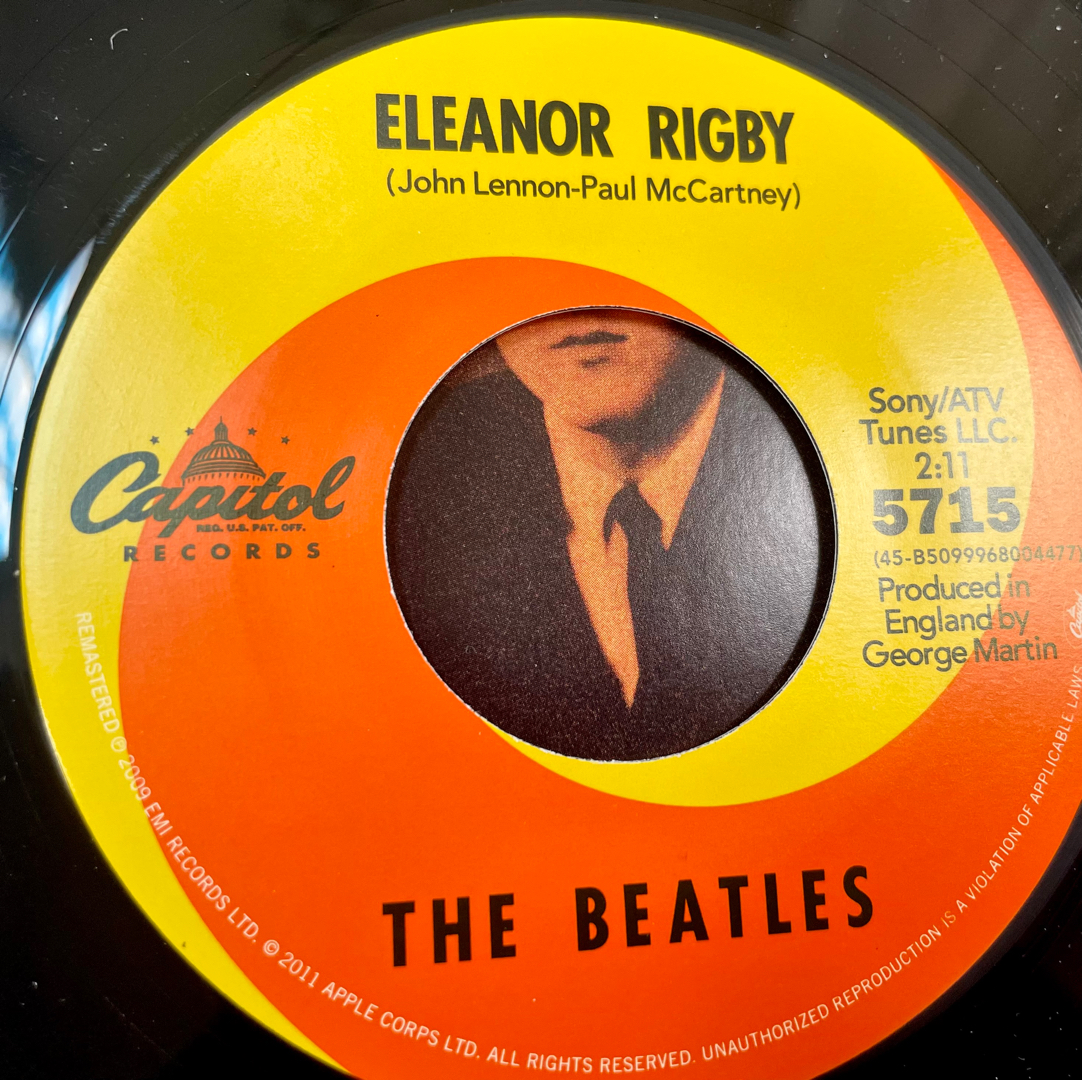 ELEANOR RIGBY
(John Lennon-Paul McCartney)
Capitol
REG. U.S. PAT. OFF.
RECORDS
Sony/ATV
Tunes LLC.
2:11
5715
(45-B5099968004477)
Produced in
England by
George Martin
THE BEATLES
REMASTERED ℗ 2009 EMI RECORDS LTD. © 2011 APPLE CORPS LTD. ALL RIGHTS RESERVED. UNAUTHORIZED REPRODUCTION IS A VIOLATION OF APPLICABLE LAWS.